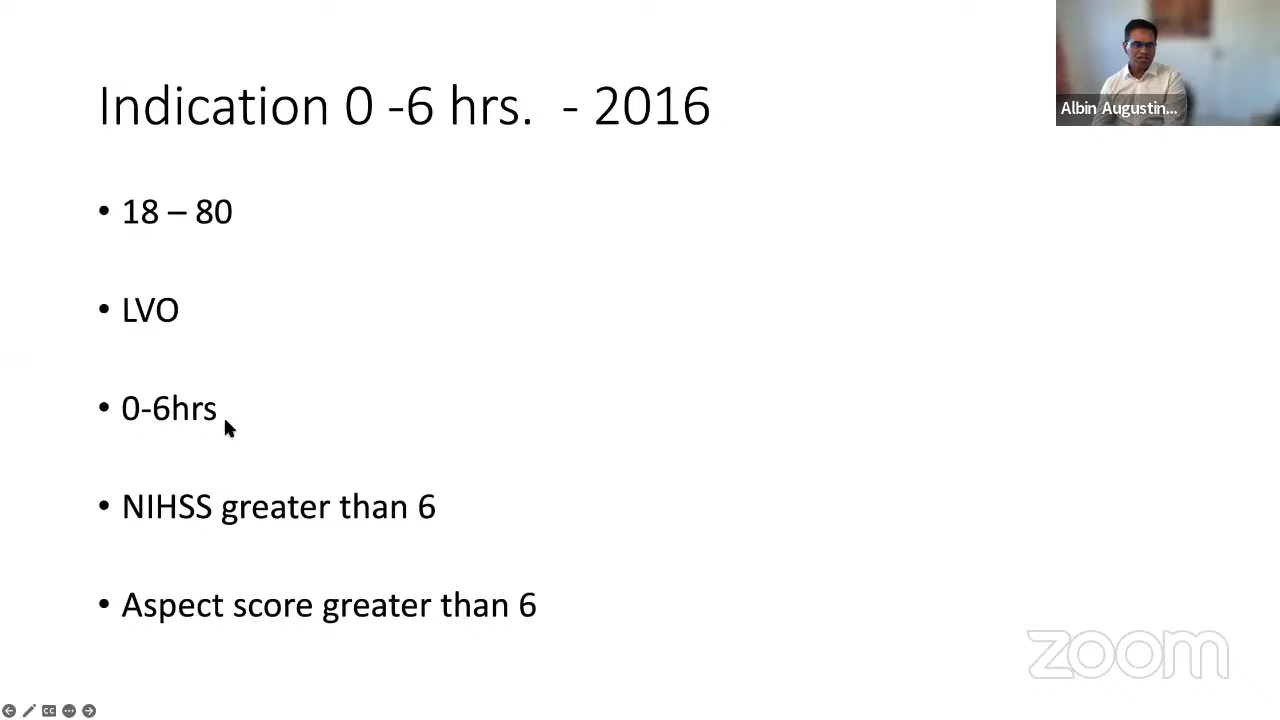 Indication 0 -6 hrs. - 2016
Albin Augustin...
• 18 – 80
• LVO
• 0-6hrs
• NIHSS greater than 6
• Aspect score greater than 6
zoom
CC